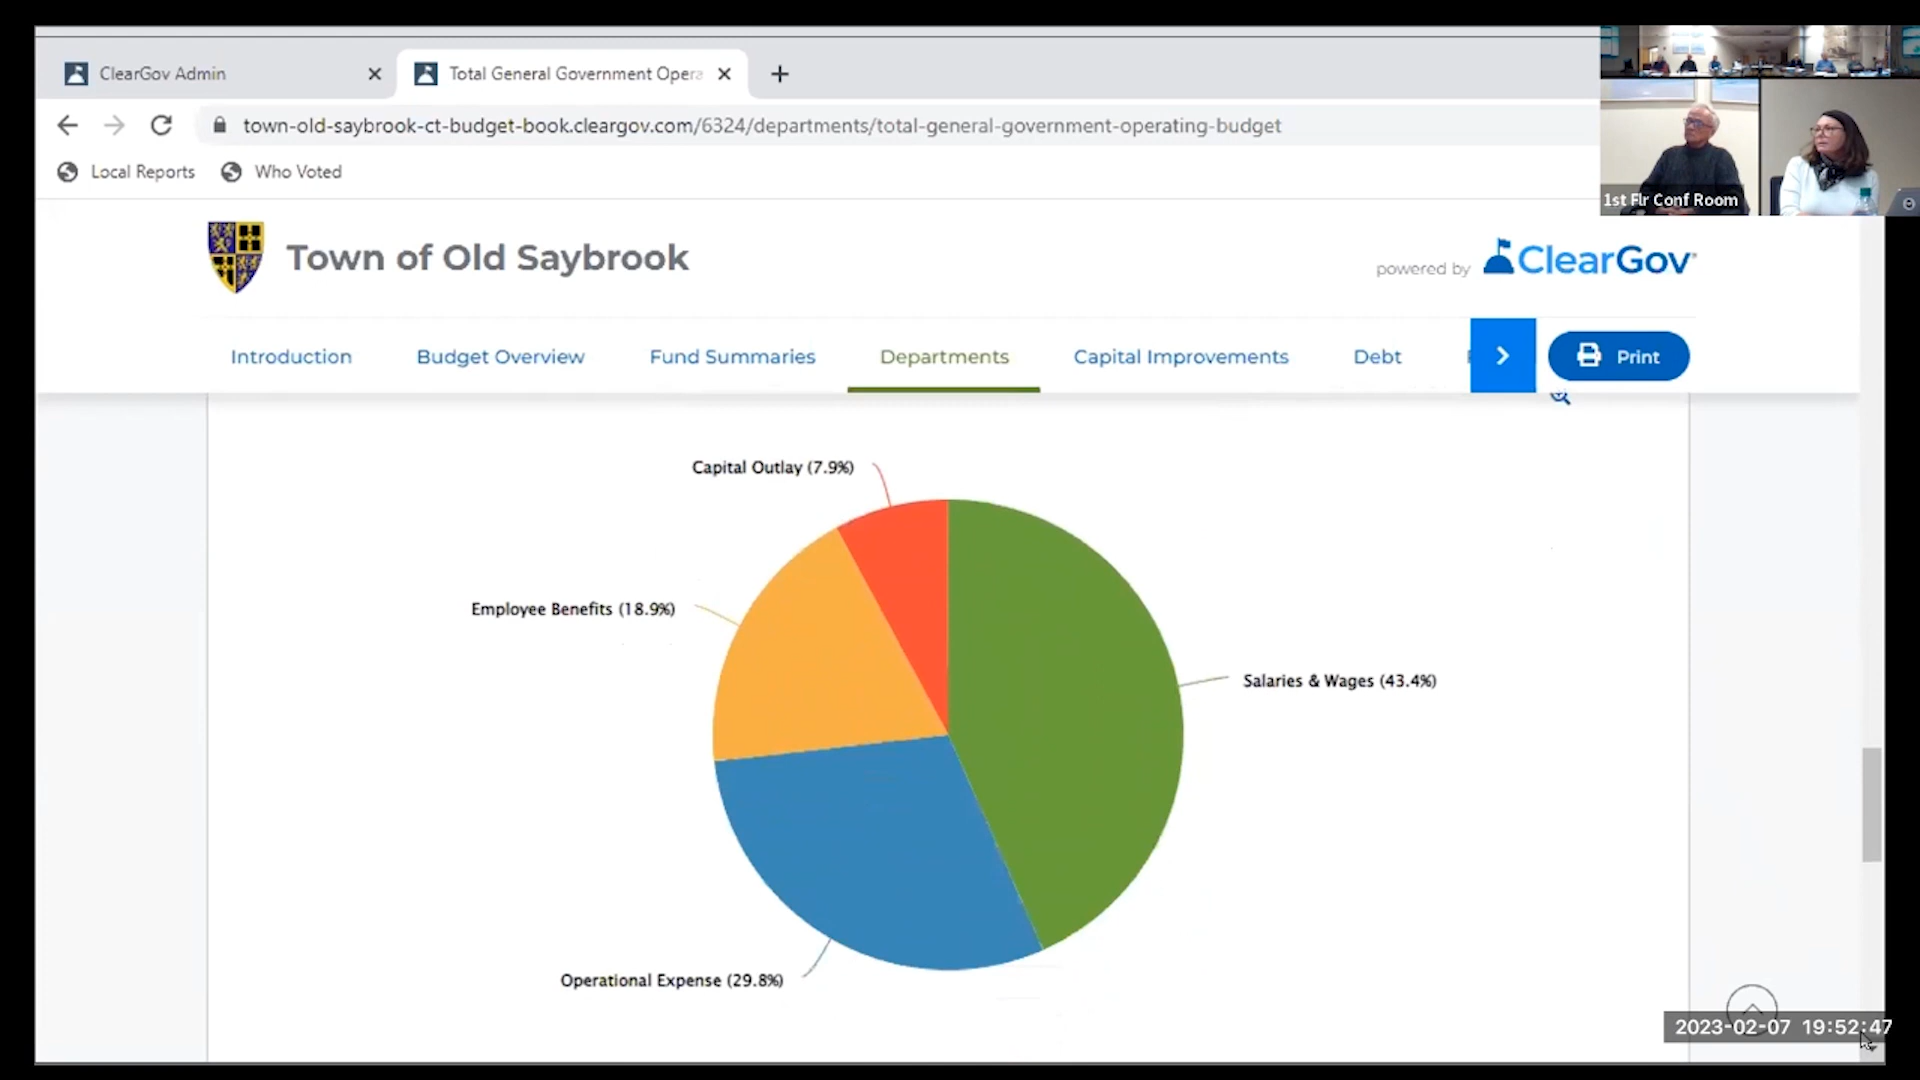 ClearGov Admin
Total General Government Opera
town-old-saybrook-ct-budget-book.cleargov.com/6324/departments/total-general-government-operating-budget
Local Reports
Who Voted
1st Flr Conf Room
Town of Old Saybrook
powered by ClearGov
Introduction
Budget Overview
Fund Summaries
Departments
Capital Improvements
Debt
Print
Capital Outlay (7.9%)
Employee Benefits (18.9%)
Salaries & Wages (43.4%)
Operational Expense (29.8%)
2023-02-07 19:52:47